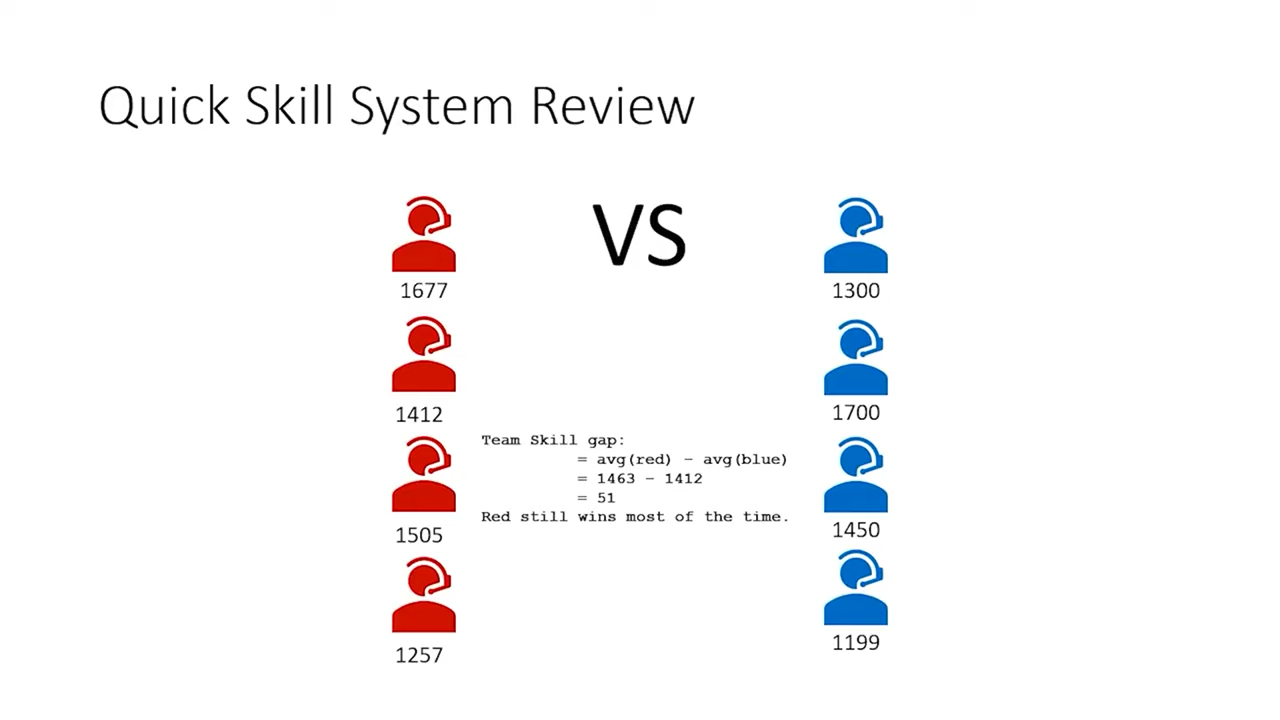 Quick Skill System Review
VS
1677
1300
1412
1700
Team Skill gap:
= avg(red) – avg(blue)
= 1463 – 1412
= 51
Red still wins most of the time.
1505
1450
1257
1199